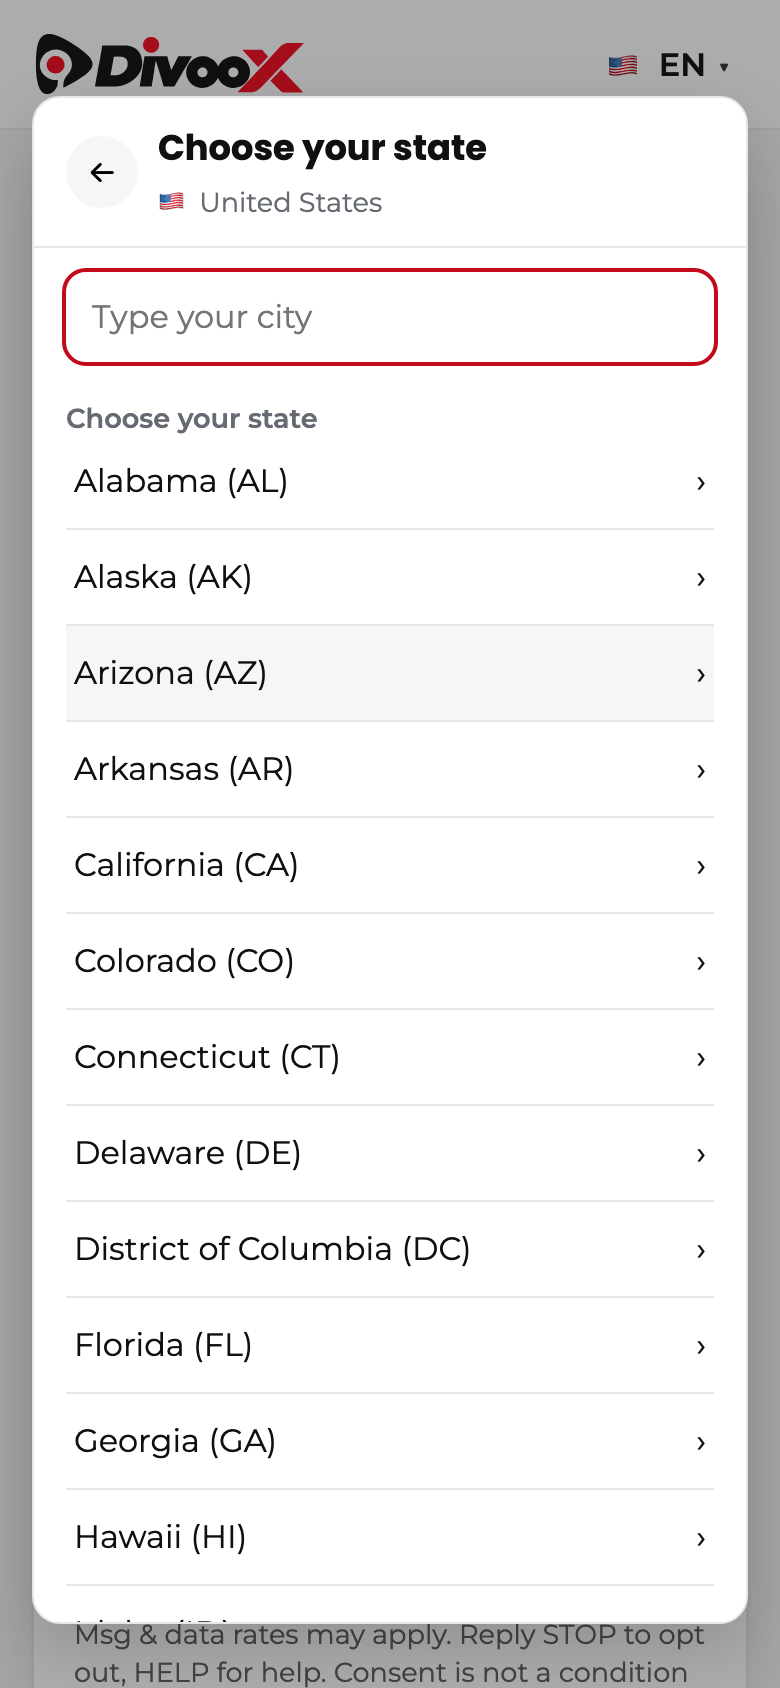 DivooX
EN
Choose your state
United States
Type your city
Choose your state
Alabama (AL)
Alaska (AK)
Arizona (AZ)
Arkansas (AR)
California (CA)
Colorado (CO)
Connecticut (CT)
Delaware (DE)
District of Columbia (DC)
Florida (FL)
Georgia (GA)
Hawaii (HI)
Msg & data rates may apply. Reply STOP to opt
out, HELP for help. Consent is not a condition